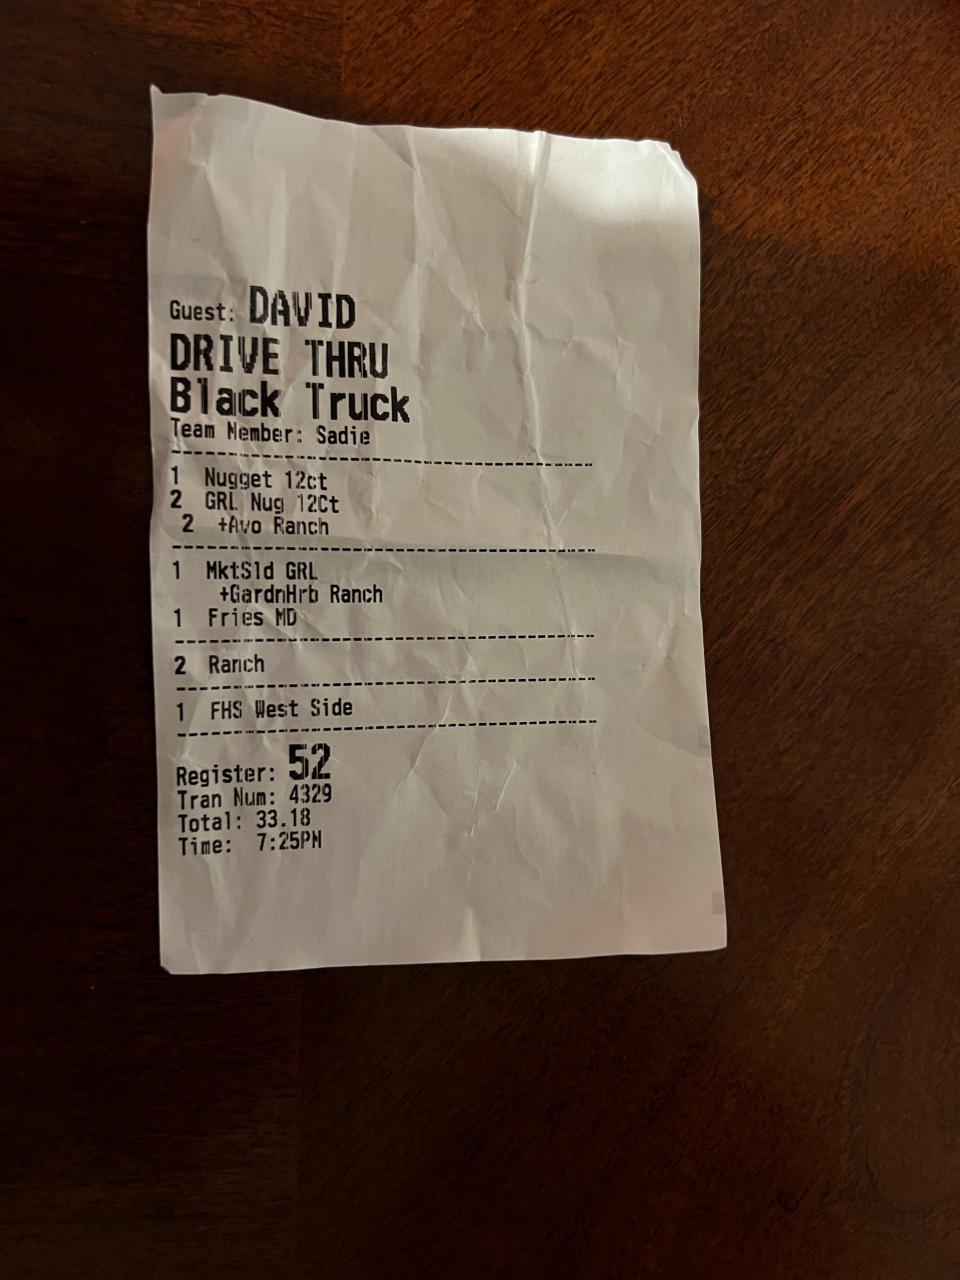 Guest: DAVID
DRIVE THRU
Black Truck
Team Member: Sadie
1 Nugget 12ct
2 GRL Nug 12Ct
2 +Avo Ranch
1 MktSld GRL
+GardnHrb Ranch
1 Fries MD
2 Ranch
1 FHS West Side
Register: 52
Tran Num: 4329
Total: 33.18
Time: 7:25PM